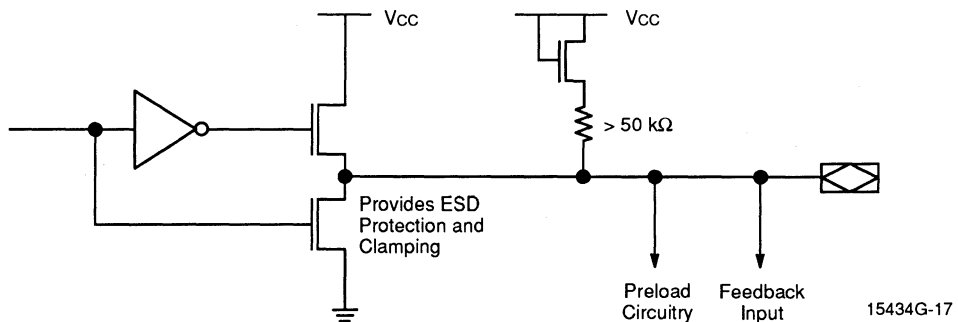 Vcc
Vcc
> 50 kΩ
Provides ESD
Protection and
Clamping
Preload
Circuitry
Feedback
Input
15434G-17